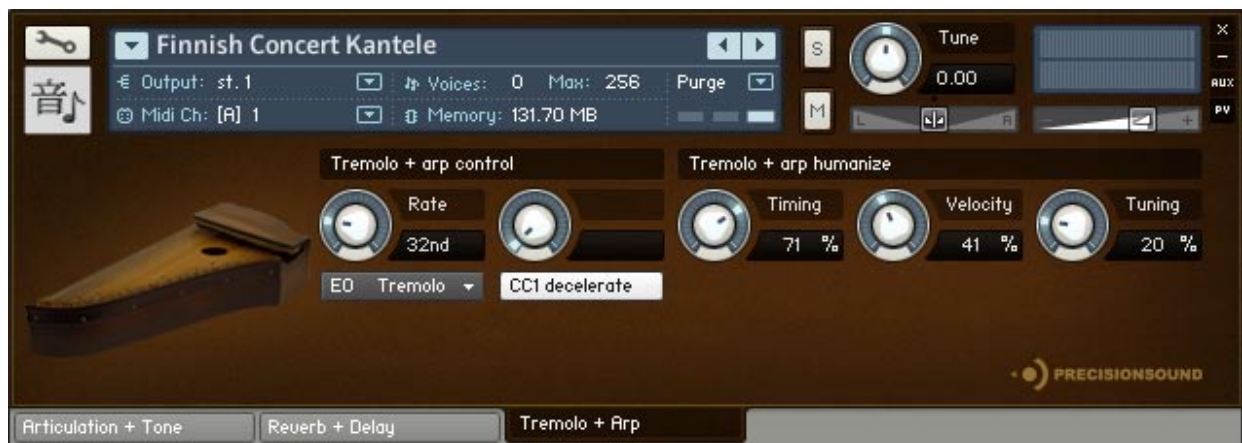 Finnish Concert Kantele
Output: st. 1
Voices: 0 Max: 256
Purge
Midi Ch: [A] 1
Memory: 131.70 MB
音
S
M
Tune
0.00
L R
- +
×
-
AUX
PV
Tremolo + arp control
Tremolo + arp humanize
Rate
32nd
Timing
71 %
Velocity
41 %
Tuning
20 %
E0 Tremolo
CC1 decelerate
PRECISIONSOUND
Articulation + Tone
Reverb + Delay
Tremolo + Arp